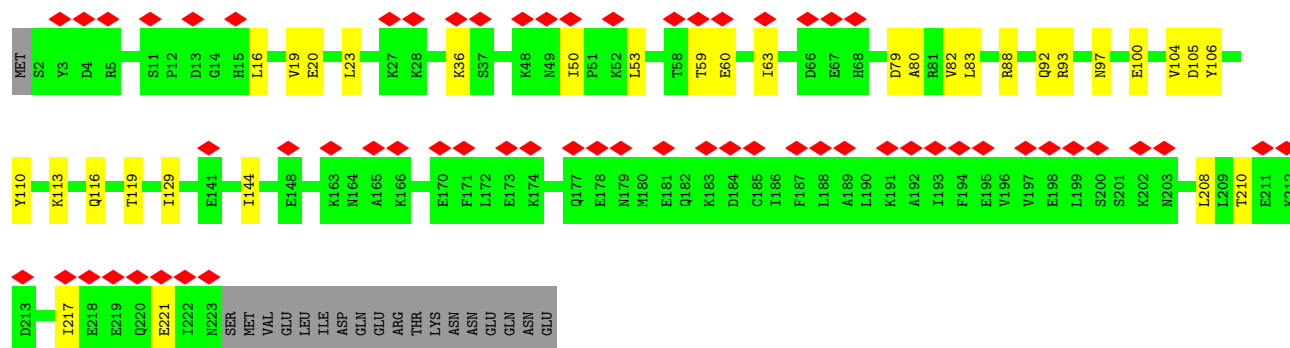 MET S2 Y3 D4 R5 S11 P12 D13 G14 H15 L16 V19 E20 L23 K27 K28 K36 S37 K48 N49 I50 P51 K52 L53 T58 T59 E60 I63 D66 E67 H68 D79 A80 R81 V82 L83 R88 Q92 R93 N97 E100 V104 D105 Y106
Y110 K113 Q116 T119 I129 E141 I144 E148 K163 N164 A165 K166 E170 F171 L172 E173 K174 Q177 E178 N179 M180 E181 Q182 K183 D184 C185 I186 F187 L188 A189 L190 K191 A192 I193 F194 E195 V196 V197 E198 L199 S200 S201 K202 N203 L208 L209 T210 E211 K212
D213 I217 E218 E219 Q220 E221 I222 N223 SER MET VAL GLU LEU ILE ASP GLN GLU ARG THR LYS ASN ASN GLU GLN ASN GLU